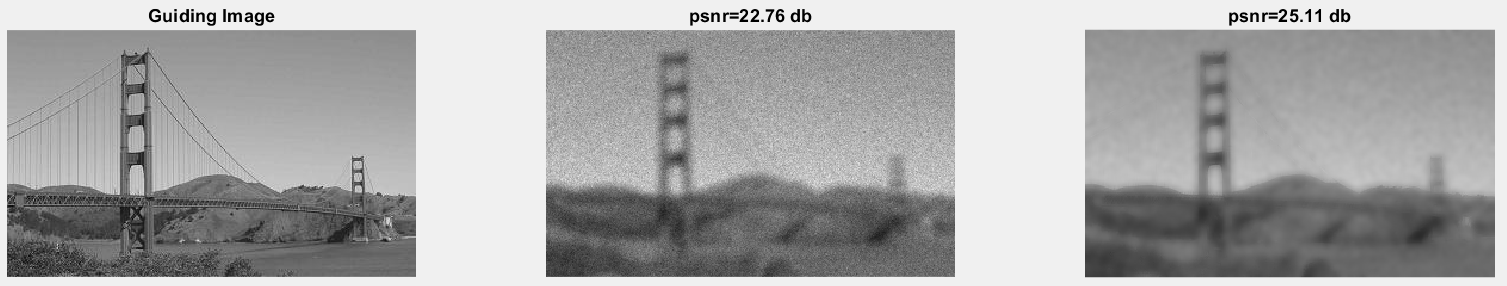 Guiding Image
psnr=22.76 db
psnr=25.11 db